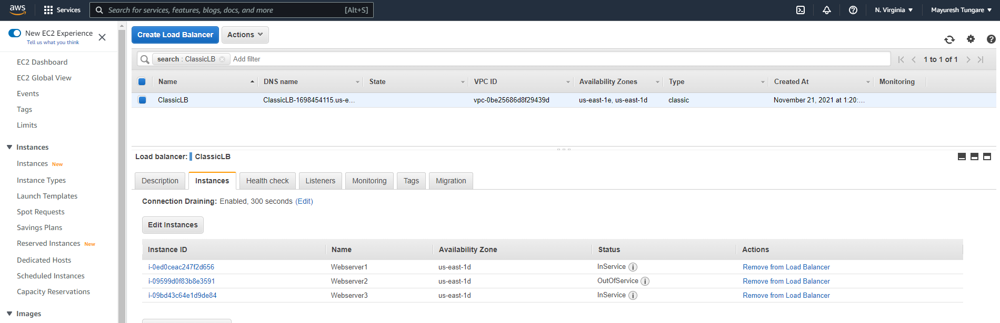 aws Services Search for services, features, blogs, docs, and more [Alt+S] N. Virginia Mayuresh Tungare
New EC2 Experience
Tell us what you think
EC2 Dashboard
EC2 Global View
Events
Tags
Limits
Instances
Instances New
Instance Types
Launch Templates
Spot Requests
Savings Plans
Reserved Instances New
Dedicated Hosts
Scheduled Instances
Capacity Reservations
Images
Create Load Balancer Actions
search : ClassicLB Add filter 1 to 1 of 1
Name DNS name State VPC ID Availability Zones Type Created At Monitoring
ClassicLB ClassicLB-1698454115.us-e... vpc-0be25686d8f29439d us-east-1e, us-east-1d classic November 21, 2021 at 1:20:...
Load balancer: ClassicLB
Description Instances Health check Listeners Monitoring Tags Migration
Connection Draining: Enabled, 300 seconds (Edit)
Edit Instances
Instance ID Name Availability Zone Status Actions
i-0ed0ceac247f2d656 Webserver1 us-east-1d InService i Remove from Load Balancer
i-09599d0f83b8e3591 Webserver2 us-east-1d OutOfService i Remove from Load Balancer
i-09bd43c64e1d9de84 Webserver3 us-east-1d InService i Remove from Load Balancer